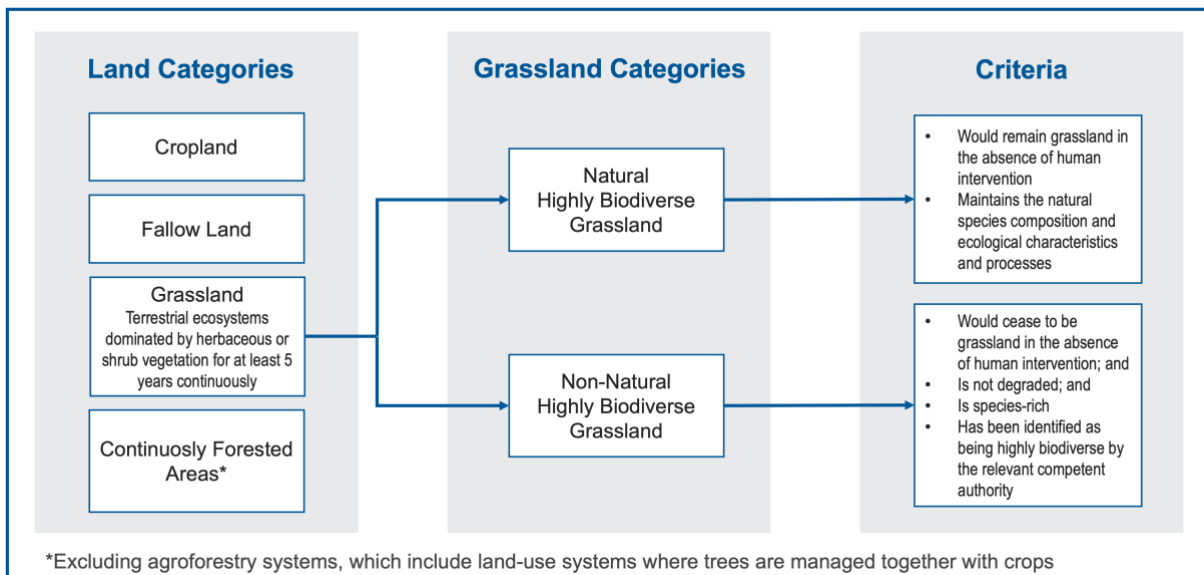 Land Categories
Cropland
Fallow Land
Grassland
Terrestrial ecosystems
dominated by herbaceous or
shrub vegetation for at least 5
years continuously
Continuosly Forested
Areas*
Grassland Categories
Natural
Highly Biodiverse
Grassland
Non-Natural
Highly Biodiverse
Grassland
Criteria
• Would remain grassland in
the absence of human
intervention
• Maintains the natural
species composition and
ecological characteristics
and processes
• Would cease to be
grassland in the absence
of human intervention; and
• Is not degraded; and
• Is species-rich
• Has been identified as
being highly biodiverse by
the relevant competent
authority
*Excluding agroforestry systems, which include land-use systems where trees are managed together with crops